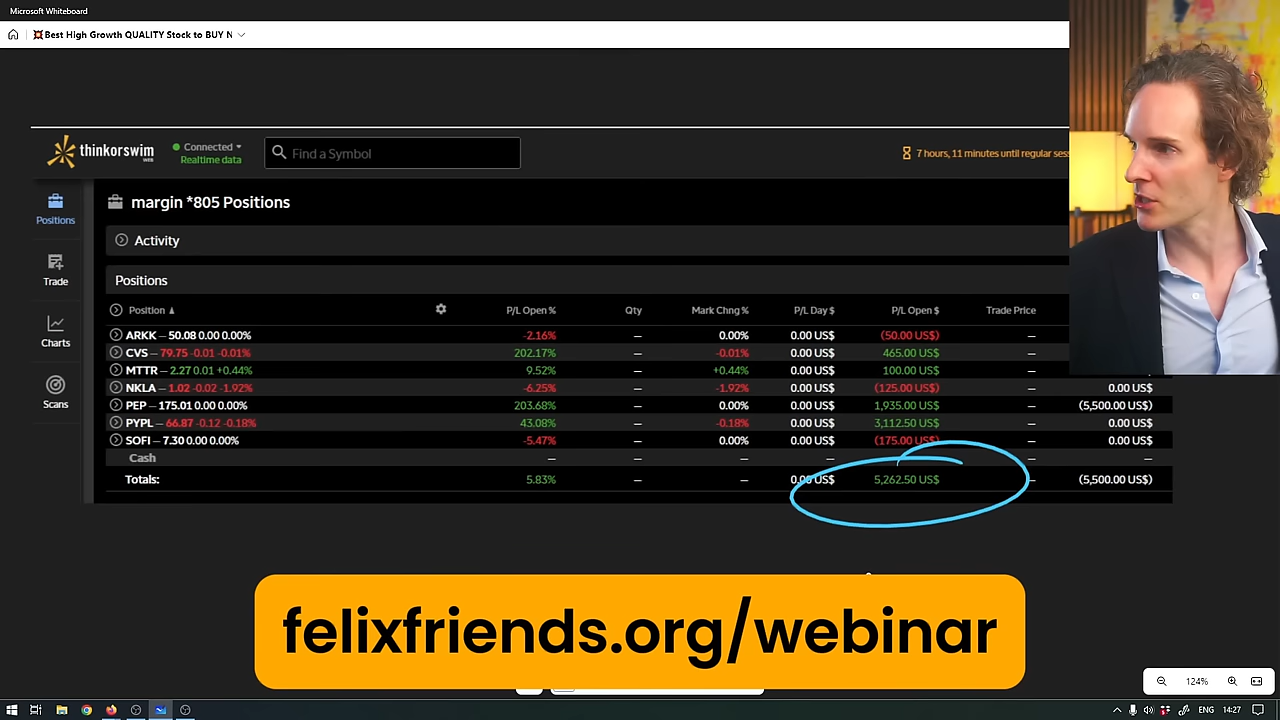 Microsoft Whiteboard
💥Best High Growth QUALITY Stock to BUY N
thinkorswim
WEB
Connected
Realtime data
Find a Symbol
7 hours, 11 minutes until regular sess
Positions
Trade
Charts
Scans
margin *805 Positions
Activity
Positions
Position P/L Open % Qty Mark Chng % P/L Day $ P/L Open $ Trade Price
ARKK — 50.08 0.00 0.00% -2.16% — 0.00% 0.00 US$ (50.00 US$) —
CVS — 79.75 -0.01 -0.01% 202.17% — -0.01% 0.00 US$ 465.00 US$ —
MTTR — 2.27 0.01 +0.44% 9.52% — +0.44% 0.00 US$ 100.00 US$ —
NKLA — 1.02 -0.02 -1.92% -6.25% — -1.92% 0.00 US$ (125.00 US$) — 0.00 US$
PEP — 175.01 0.00 0.00% 203.68% — 0.00% 0.00 US$ 1,935.00 US$ — (5,500.00 US$)
PYPL — 66.87 -0.12 -0.18% 43.08% — -0.18% 0.00 US$ 3,112.50 US$ — 0.00 US$
SOFI — 7.30 0.00 0.00% -5.47% — 0.00% 0.00 US$ (175.00 US$) — 0.00 US$
Cash — — — — — — —
Totals: 5.83% — — 0.00 US$ 5,262.50 US$ — (5,500.00 US$)
felixfriends.org/webinar
124%
ENG 14:27